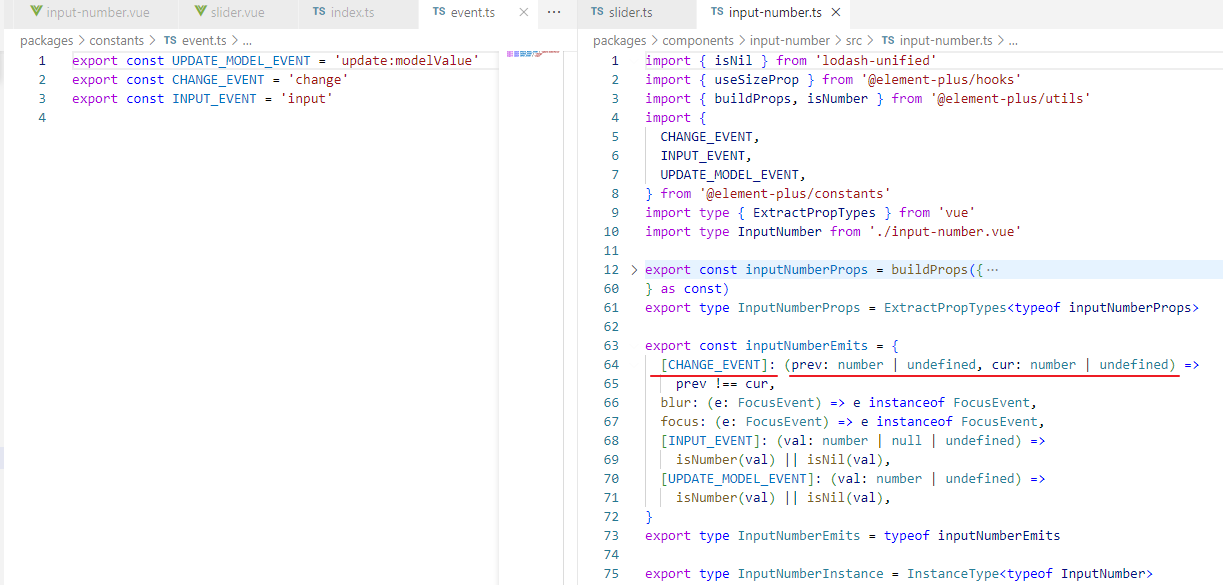 input-number.vue
slider.vue
TS index.ts
TS event.ts ×
···
packages > constants > TS event.ts > ...
1 export const UPDATE_MODEL_EVENT = 'update:modelValue'
2 export const CHANGE_EVENT = 'change'
3 export const INPUT_EVENT = 'input'
4
TS slider.ts
TS input-number.ts ×
packages > components > input-number > src > TS input-number.ts > ...
1 import { isNil } from 'lodash-unified'
2 import { useSizeProp } from '@element-plus/hooks'
3 import { buildProps, isNumber } from '@element-plus/utils'
4 import {
5 CHANGE_EVENT,
6 INPUT_EVENT,
7 UPDATE_MODEL_EVENT,
8 } from '@element-plus/constants'
9 import type { ExtractPropTypes } from 'vue'
10 import type InputNumber from './input-number.vue'
11
12 > export const inputNumberProps = buildProps({ ···
60 } as const)
61 export type InputNumberProps = ExtractPropTypes<typeof inputNumberProps>
62
63 export const inputNumberEmits = {
64 [CHANGE_EVENT]: (prev: number | undefined, cur: number | undefined) =>
65 prev !== cur,
66 blur: (e: FocusEvent) => e instanceof FocusEvent,
67 focus: (e: FocusEvent) => e instanceof FocusEvent,
68 [INPUT_EVENT]: (val: number | null | undefined) =>
69 isNumber(val) || isNil(val),
70 [UPDATE_MODEL_EVENT]: (val: number | undefined) =>
71 isNumber(val) || isNil(val),
72 }
73 export type InputNumberEmits = typeof inputNumberEmits
74
75 export type InputNumberInstance = InstanceType<typeof InputNumber>